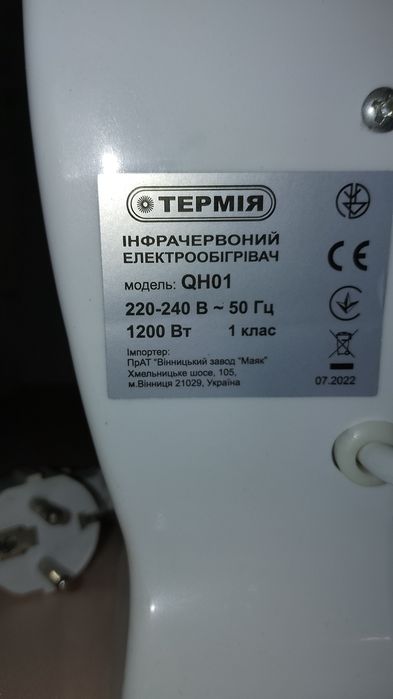 ТЕРМІЯ
ІНФРАЧЕРВОНИЙ
ЕЛЕКТРООБІГРІВАЧ
модель: QH01
220-240 В ~ 50 Гц
1200 Вт 1 клас
Імпортер:
ПрАТ "Вінницький завод "Маяк"
Хмельницьке шосе, 105,
м.Вінниця 21029, Україна
CE
07.2022